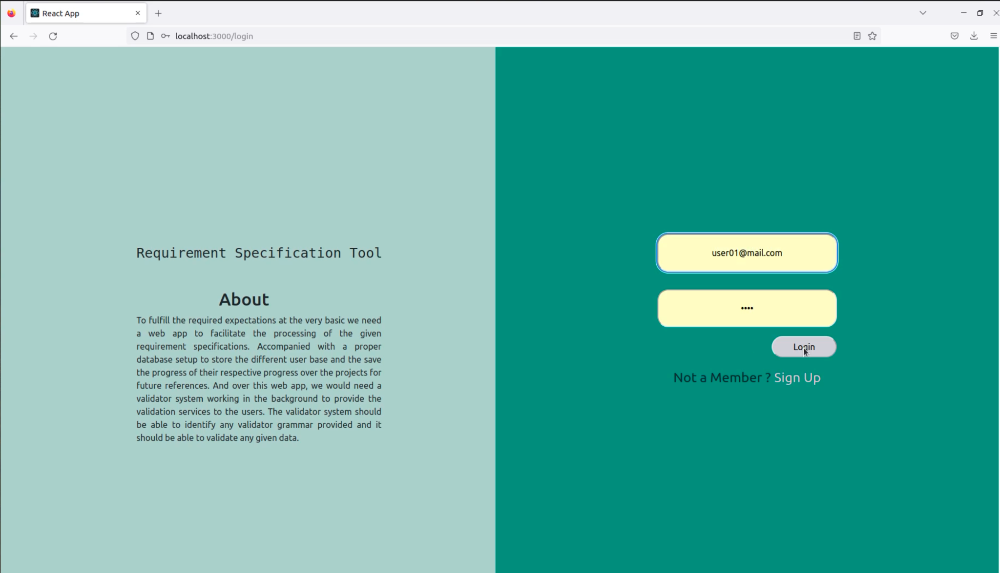 React App
localhost:3000/login
Requirement Specification Tool
About
To fulfill the required expectations at the very basic we need
a web app to facilitate the processing of the given
requirement specifications. Accompanied with a proper
database setup to store the different user base and the save
the progress of their respective progress over the projects for
future references. And over this web app, we would need a
validator system working in the background to provide the
validation services to the users. The validator system should
be able to identify any validator grammar provided and it
should be able to validate any given data.
user01@mail.com
••••
Login
Not a Member ? Sign Up